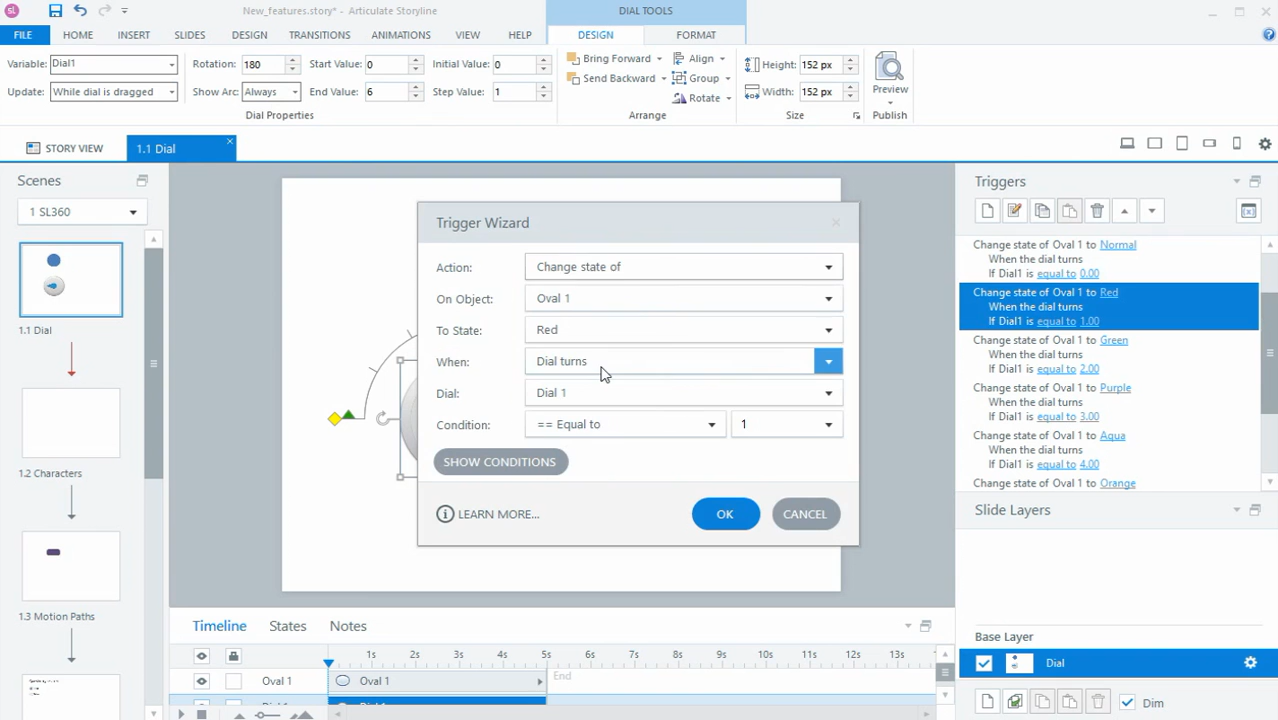 sl
New_features.story* - Articulate Storyline
DIAL TOOLS
FILE HOME INSERT SLIDES DESIGN TRANSITIONS ANIMATIONS VIEW HELP DESIGN FORMAT
Variable: Dial1 Rotation: 180 Start Value: 0 Initial Value: 0
Update: While dial is dragged Show Arc: Always End Value: 6 Step Value: 1
Dial Properties
Bring Forward Align
Send Backward Group
Rotate
Arrange
Height: 152 px
Width: 152 px
Size
Preview
Publish
STORY VIEW 1.1 Dial
Scenes
1 SL360
1.1 Dial
1.2 Characters
1.3 Motion Paths
Trigger Wizard
Action: Change state of
On Object: Oval 1
To State: Red
When: Dial turns
Dial: Dial 1
Condition: == Equal to 1
SHOW CONDITIONS
LEARN MORE... OK CANCEL
Triggers
Change state of Oval 1 to Normal
When the dial turns
If Dial1 is equal to 0.00
Change state of Oval 1 to Red
When the dial turns
If Dial1 is equal to 1.00
Change state of Oval 1 to Green
When the dial turns
If Dial1 is equal to 2.00
Change state of Oval 1 to Purple
When the dial turns
If Dial1 is equal to 3.00
Change state of Oval 1 to Aqua
When the dial turns
If Dial1 is equal to 4.00
Change state of Oval 1 to Orange
Slide Layers
Base Layer
Dial
Dim
Timeline States Notes
1s 2s 3s 4s 5s 6s 7s 8s 9s 10s 11s 12s 13s
Oval 1 Oval 1 End